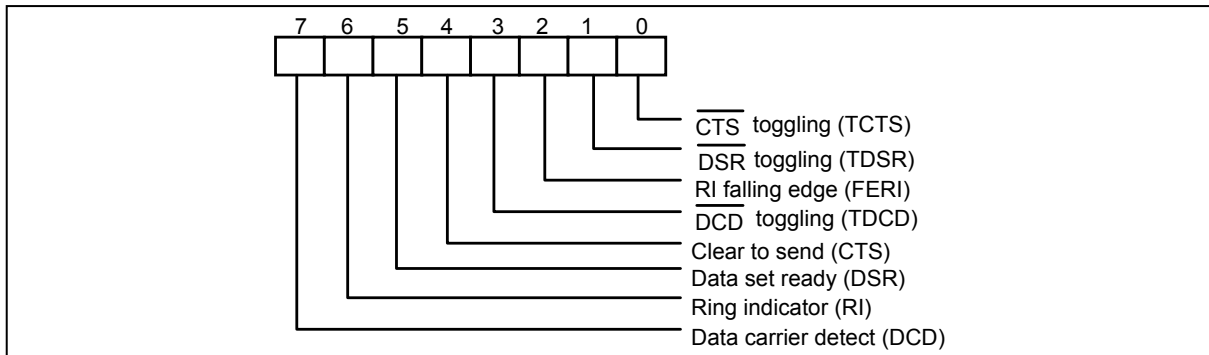 7 6 5 4 3 2 1 0
CTS toggling (TCTS)
DSR toggling (TDSR)
RI falling edge (FERI)
DCD toggling (TDCD)
Clear to send (CTS)
Data set ready (DSR)
Ring indicator (RI)
Data carrier detect (DCD)